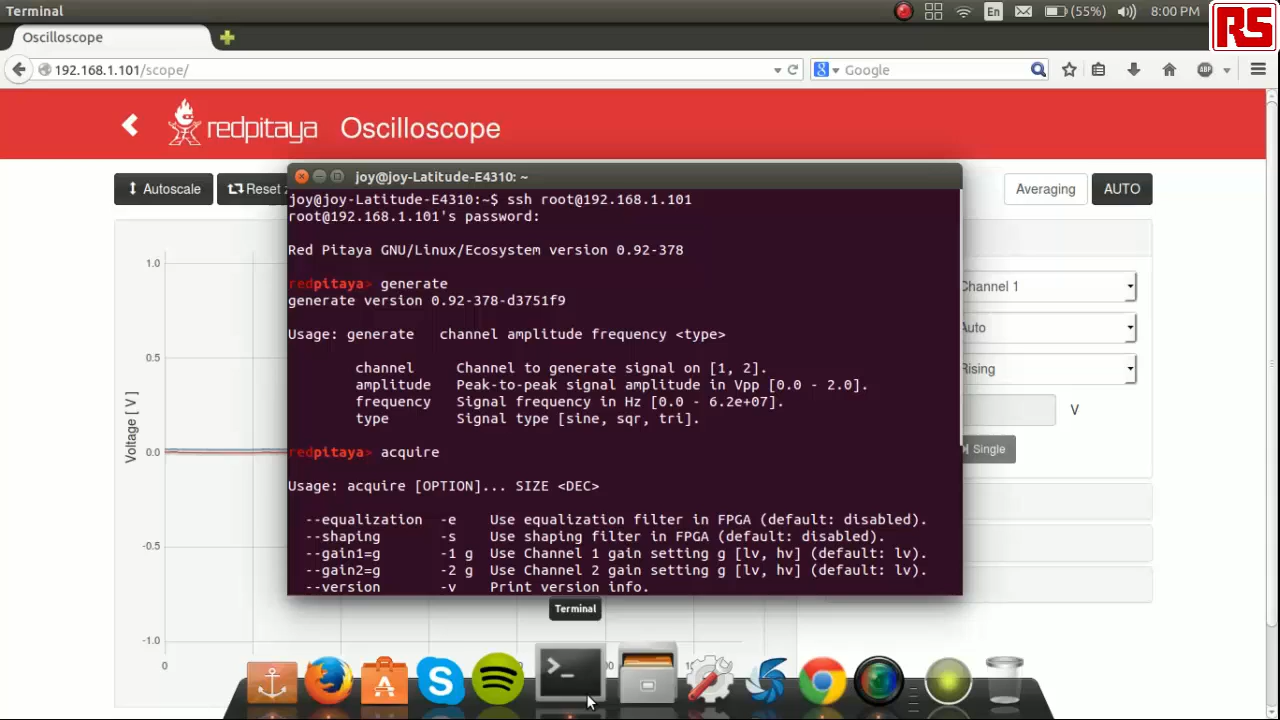 Terminal
En
(55%)
8:00 PM
RS
Oscilloscope
192.168.1.101/scope/
Google
ABP
redpitaya Oscilloscope
Autoscale
Reset
Averaging
AUTO
joy@joy-Latitude-E4310: ~
joy@joy-Latitude-E4310:~$ ssh root@192.168.1.101
root@192.168.1.101's password:
Red Pitaya GNU/Linux/Ecosystem version 0.92-378
redpitaya> generate
generate version 0.92-378-d3751f9
Usage: generate   channel amplitude frequency <type>
channel     Channel to generate signal on [1, 2].
amplitude   Peak-to-peak signal amplitude in Vpp [0.0 - 2.0].
frequency   Signal frequency in Hz [0.0 - 6.2e+07].
type        Signal type [sine, sqr, tri].
redpitaya> acquire
Usage: acquire [OPTION]... SIZE <DEC>
--equalization  -e    Use equalization filter in FPGA (default: disabled).
--shaping       -s    Use shaping filter in FPGA (default: disabled).
--gain1=g       -1 g  Use Channel 1 gain setting g [lv, hv] (default: lv).
--gain2=g       -2 g  Use Channel 2 gain setting g [lv, hv] (default: lv).
--version       -v    Print version info.
1.0
0.5
0.0
-0.5
-1.0
Voltage [ V ]
0
Channel 1
Auto
Rising
V
Single
Terminal